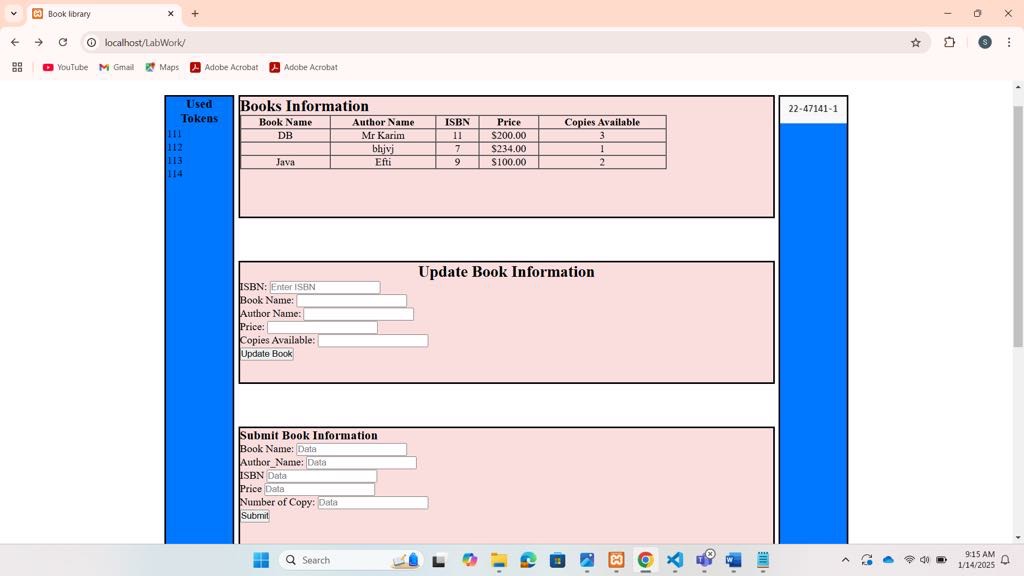 Book library
localhost/LabWork/
S
YouTube
Gmail
Maps
Adobe Acrobat
Adobe Acrobat
Used
Tokens
111
112
113
114
Books Information
Book Name Author Name ISBN Price Copies Available
DB Mr Karim 11 $200.00 3
bhjvj 7 $234.00 1
Java Efti 9 $100.00 2
22-47141-1
Update Book Information
ISBN: Enter ISBN
Book Name:
Author Name:
Price:
Copies Available:
Update Book
Submit Book Information
Book Name: Data
Author_Name: Data
ISBN Data
Price Data
Number of Copy: Data
Submit
Search
9:15 AM
1/14/2025